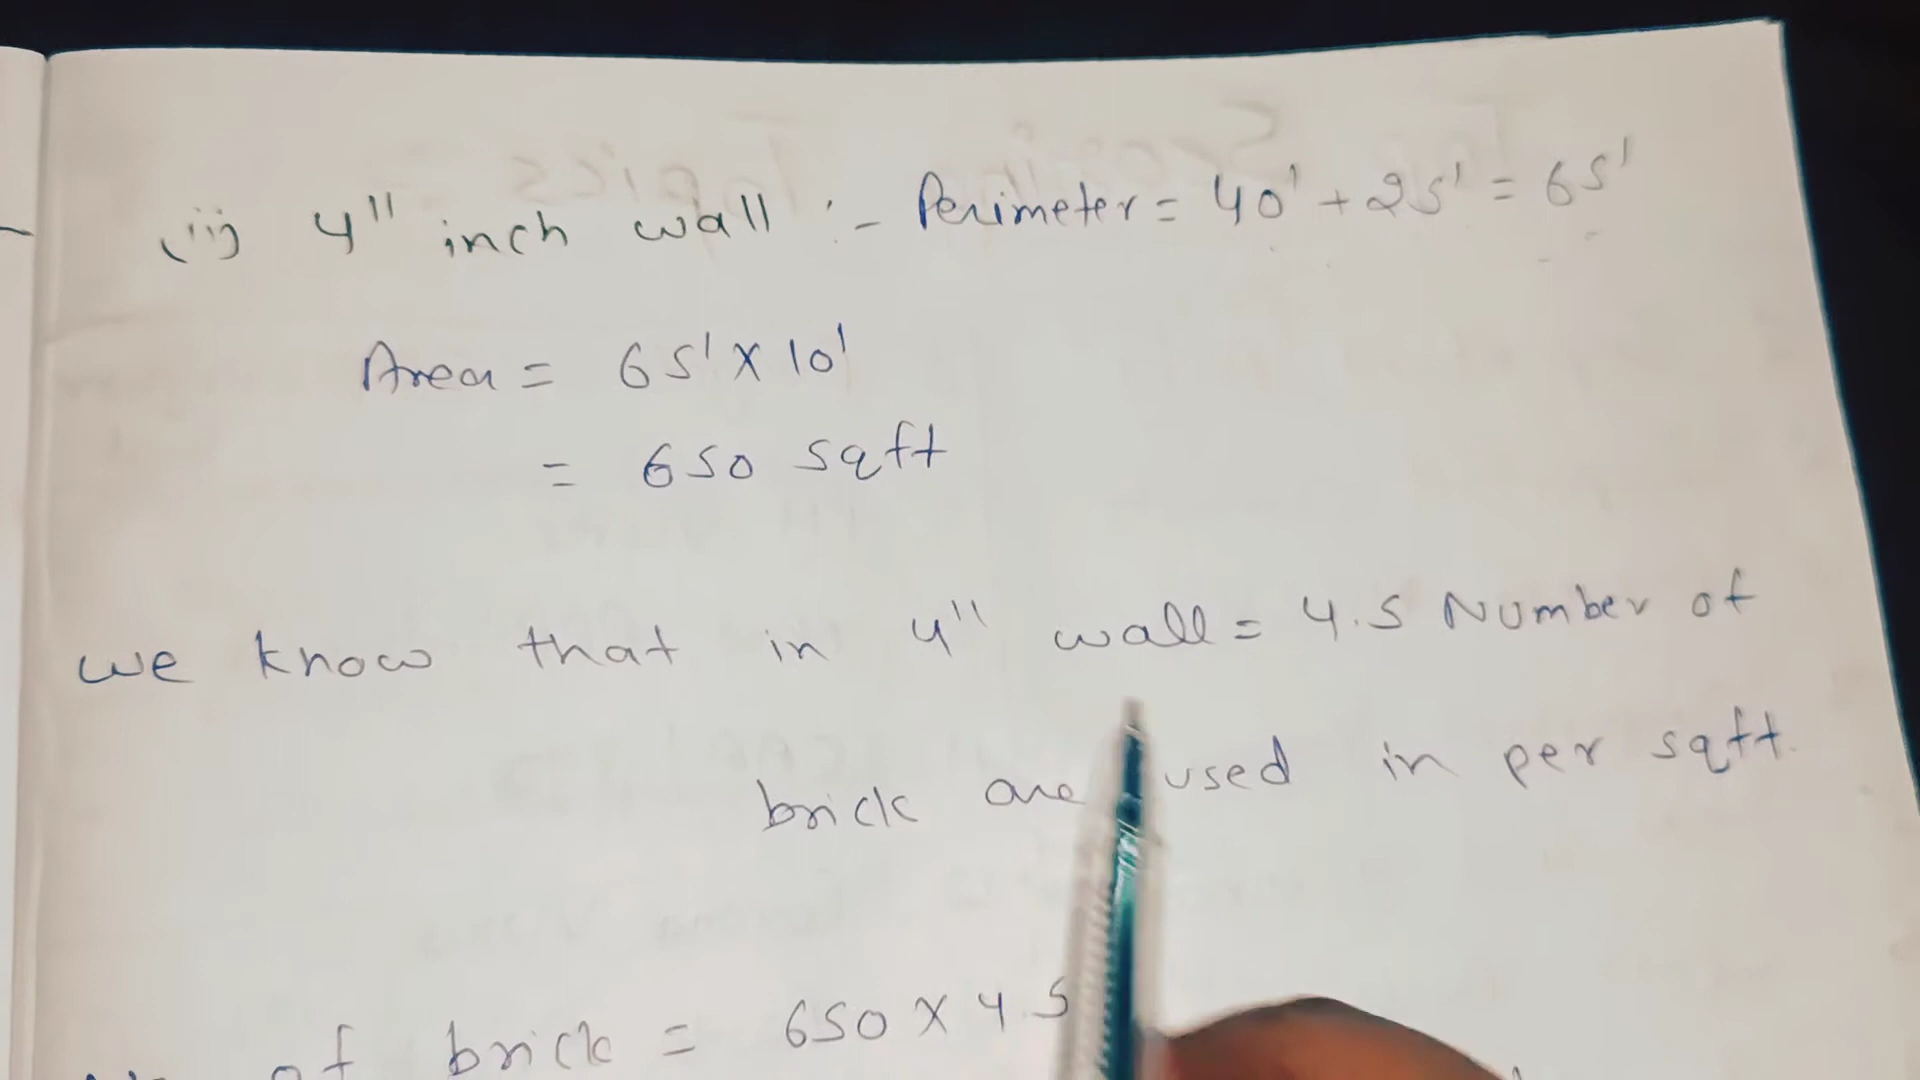 (ii) 4" inch wall :- Perimeter = 40' + 25' = 65'
Area = 65' x 10'
= 650 sqft
we know that in 4" wall = 4.5 Number of
brick are used in per sqft.
of brick = 650 x 4.5